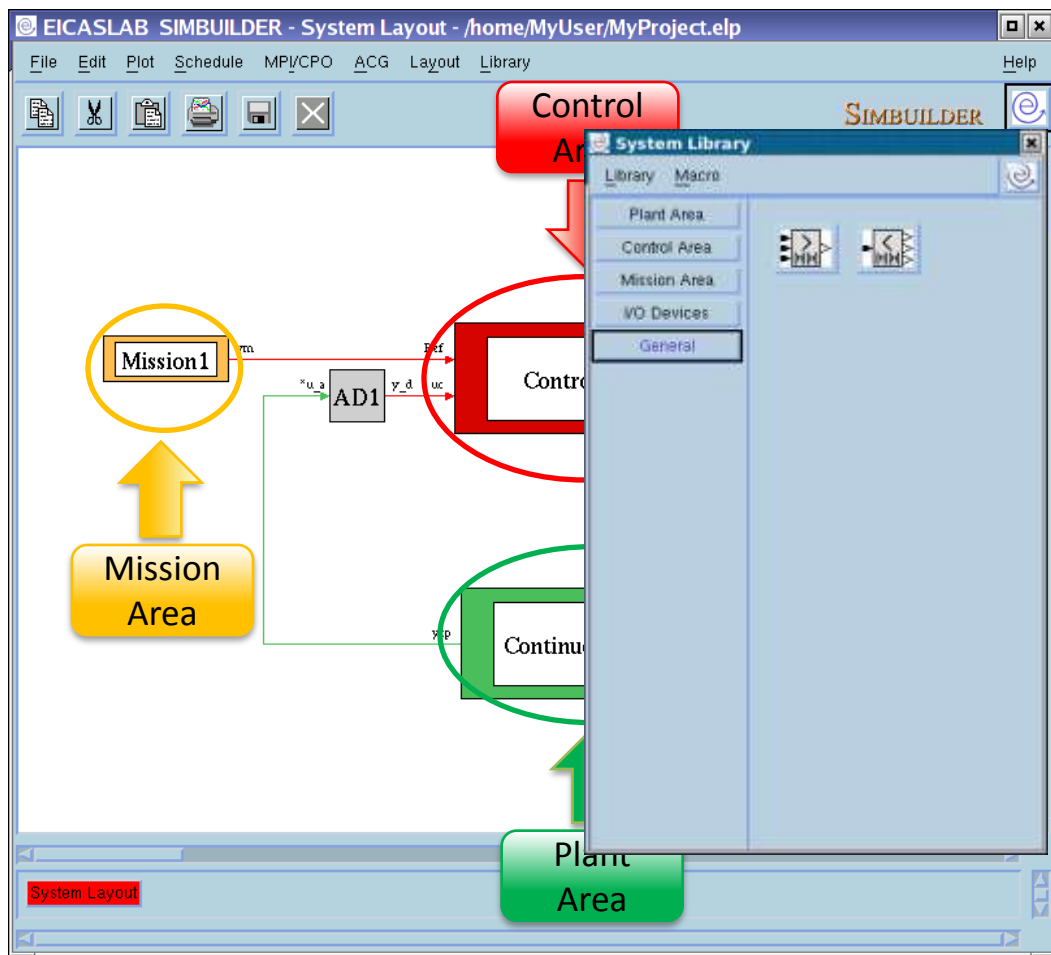 EICASLAB SIMBUILDER - System Layout - /home/MyUser/MyProject.elp
File Edit Plot Schedule MPI/CPO ACG Layout Library Help
SIMBUILDER
Control
System Library
Library Macro
Plant Area
Control Area
Mission Area
I/O Devices
General
Mission1
ym
Ref
*u_a
AD1
y_d
uc
Mission
Area
Plant
Area
System Layout